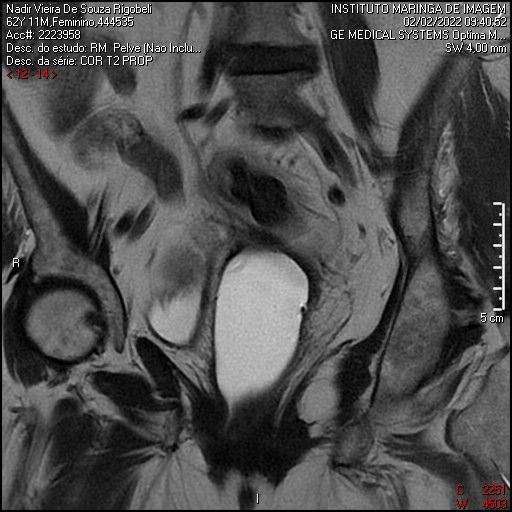 Nadir Vieira De Souza Rigobeli
62Y 11M,Feminino,444535
Acc#: 2223958
Desc. do estudo: RM  Pelve (Nao Inclu...
Desc. da série: COR T2 PROP
< 12 - 14 >
INSTITUTO MARINGA DE IMAGEM
02/02/2022 09:40:52
GE MEDICAL SYSTEMS Optima M...
SW 4,00 mm
R
5 cm
I
C 2251
W 4503